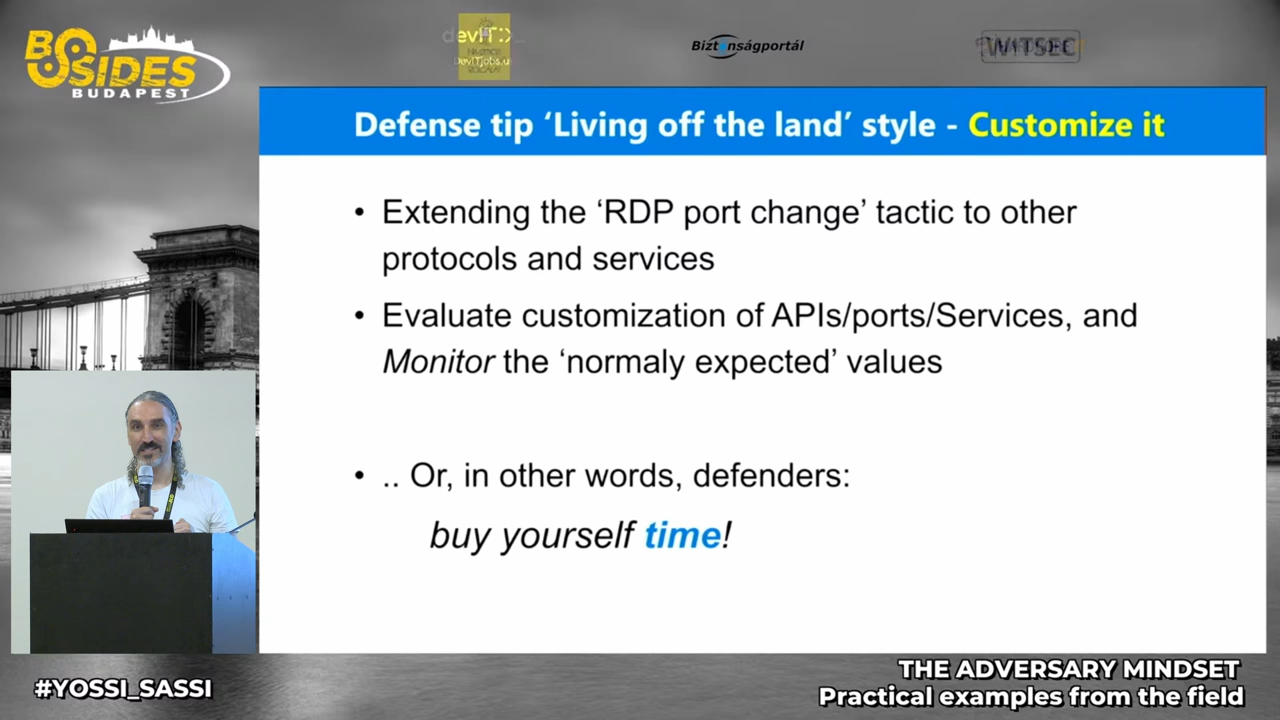 BSIDES
BUDAPEST
devIT
DevITjobs.u
Biztonságportál
WITSEC
Defense tip ‘Living off the land’ style - Customize it
• Extending the ‘RDP port change’ tactic to other
protocols and services
• Evaluate customization of APIs/ports/Services, and
Monitor the ‘normaly expected’ values
• .. Or, in other words, defenders:
buy yourself time!
#YOSSI_SASSI
THE ADVERSARY MINDSET
Practical examples from the field